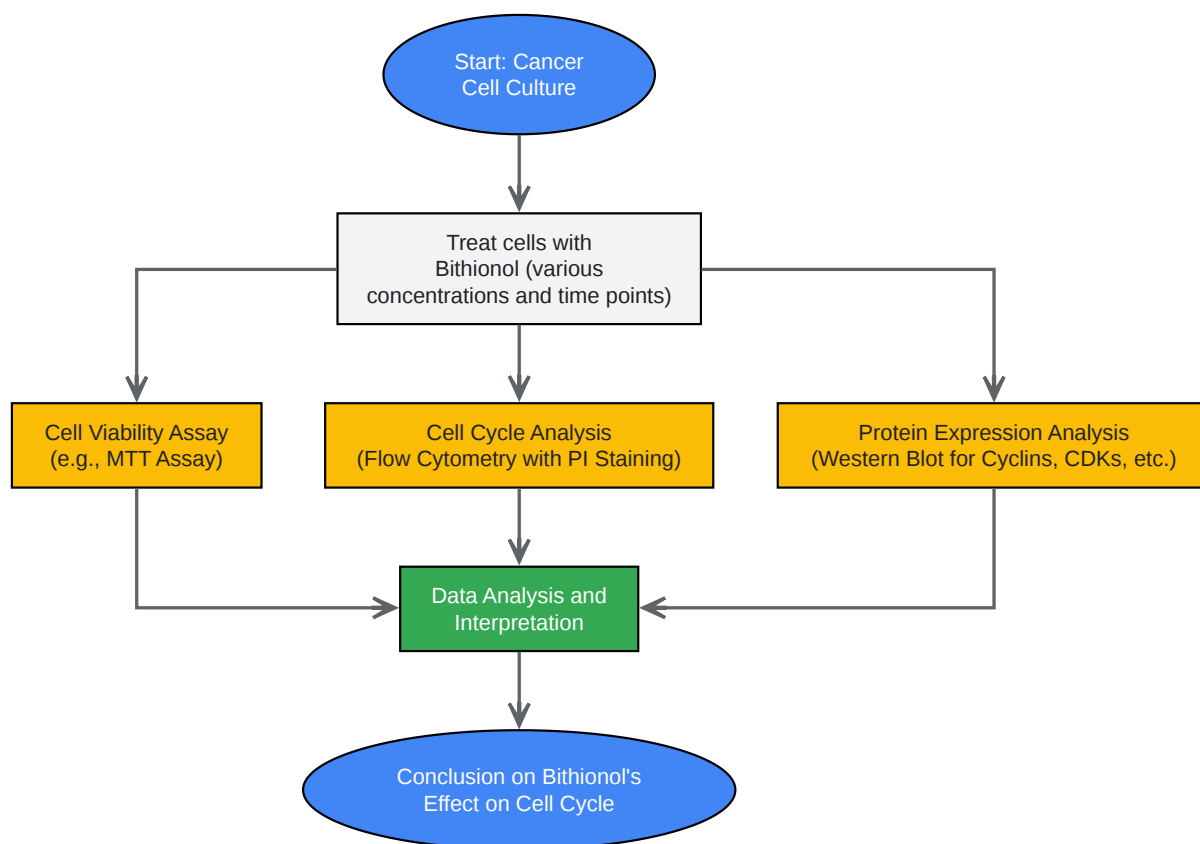 Start: Cancer
Cell Culture
Treat cells with
Bithionol (various
concentrations and time points)
Cell Viability Assay
(e.g., MTT Assay)
Cell Cycle Analysis
(Flow Cytometry with PI Staining)
Protein Expression Analysis
(Western Blot for Cyclins, CDKs, etc.)
Data Analysis and
Interpretation
Conclusion on Bithionol's
Effect on Cell Cycle